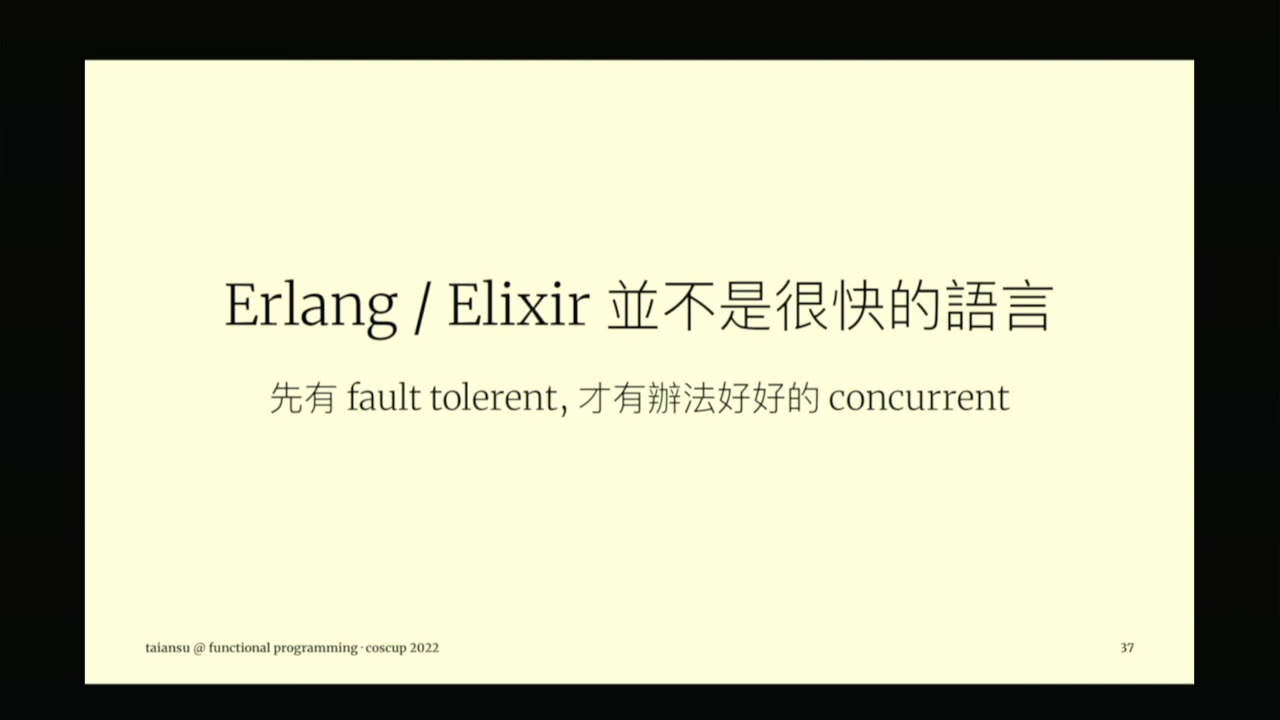 Erlang / Elixir 並不是很快的語言
先有 fault tolerent, 才有辦法好好的 concurrent
taiansu @ functional programming · coscup 2022
37